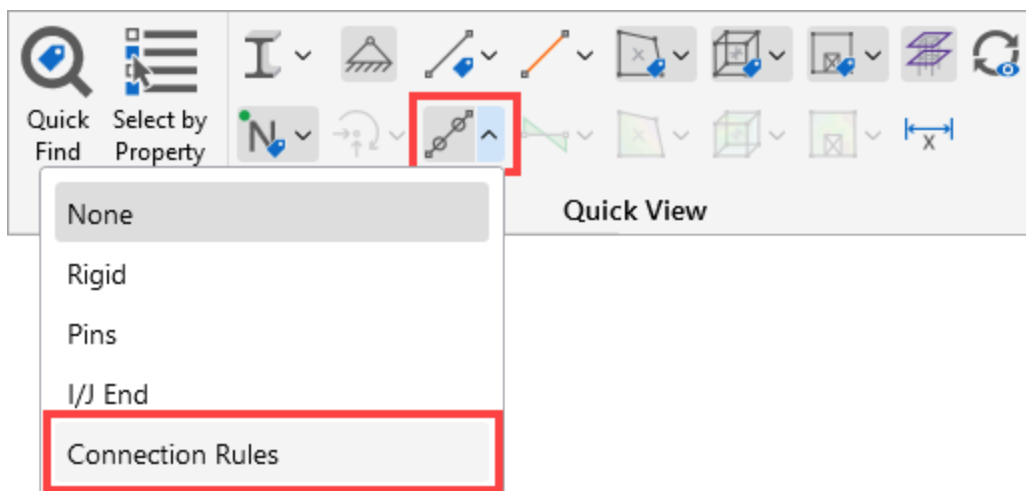 Quick
Find
Select by
Property
N
x
Quick View
None
Rigid
Pins
I/J End
Connection Rules